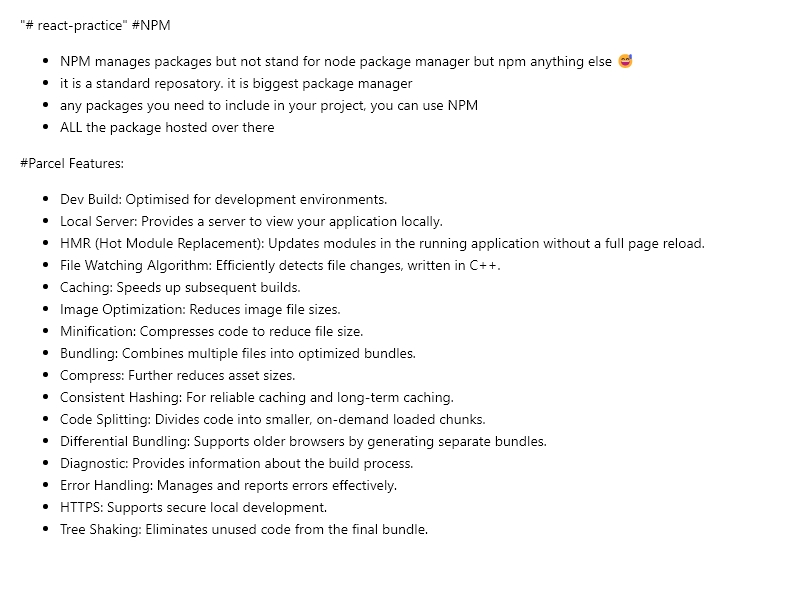 "# react-practice" #NPM
• NPM manages packages but not stand for node package manager but npm anything else 😅
• it is a standard reposatory. it is biggest package manager
• any packages you need to include in your project, you can use NPM
• ALL the package hosted over there
#Parcel Features:
• Dev Build: Optimised for development environments.
• Local Server: Provides a server to view your application locally.
• HMR (Hot Module Replacement): Updates modules in the running application without a full page reload.
• File Watching Algorithm: Efficiently detects file changes, written in C++.
• Caching: Speeds up subsequent builds.
• Image Optimization: Reduces image file sizes.
• Minification: Compresses code to reduce file size.
• Bundling: Combines multiple files into optimized bundles.
• Compress: Further reduces asset sizes.
• Consistent Hashing: For reliable caching and long-term caching.
• Code Splitting: Divides code into smaller, on-demand loaded chunks.
• Differential Bundling: Supports older browsers by generating separate bundles.
• Diagnostic: Provides information about the build process.
• Error Handling: Manages and reports errors effectively.
• HTTPS: Supports secure local development.
• Tree Shaking: Eliminates unused code from the final bundle.